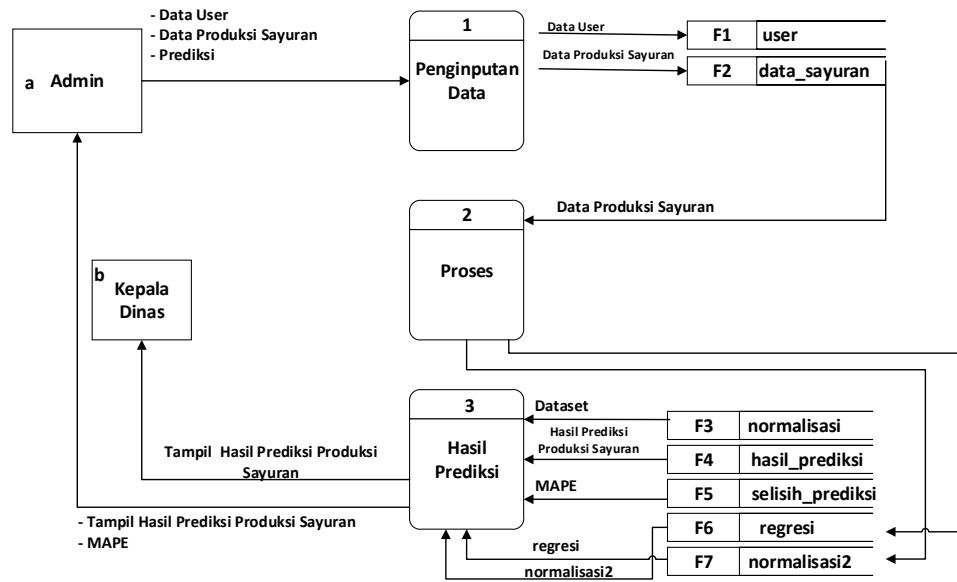 - Data User
- Data Produksi Sayuran
- Prediksi
a Admin
1
Penginputan
Data
Data User
Data Produksi Sayuran
F1 user
F2 data_sayuran
2
Proses
Data Produksi Sayuran
b
Kepala
Dinas
3
Hasil
Prediksi
Dataset
Hasil Prediksi
Produksi Sayuran
MAPE
F3 normalisasi
F4 hasil_prediksi
F5 selisih_prediksi
F6 regresi
F7 normalisasi2
Tampil Hasil Prediksi Produksi
Sayuran
- Tampil Hasil Prediksi Produksi Sayuran
- MAPE
regresi
normalisasi2